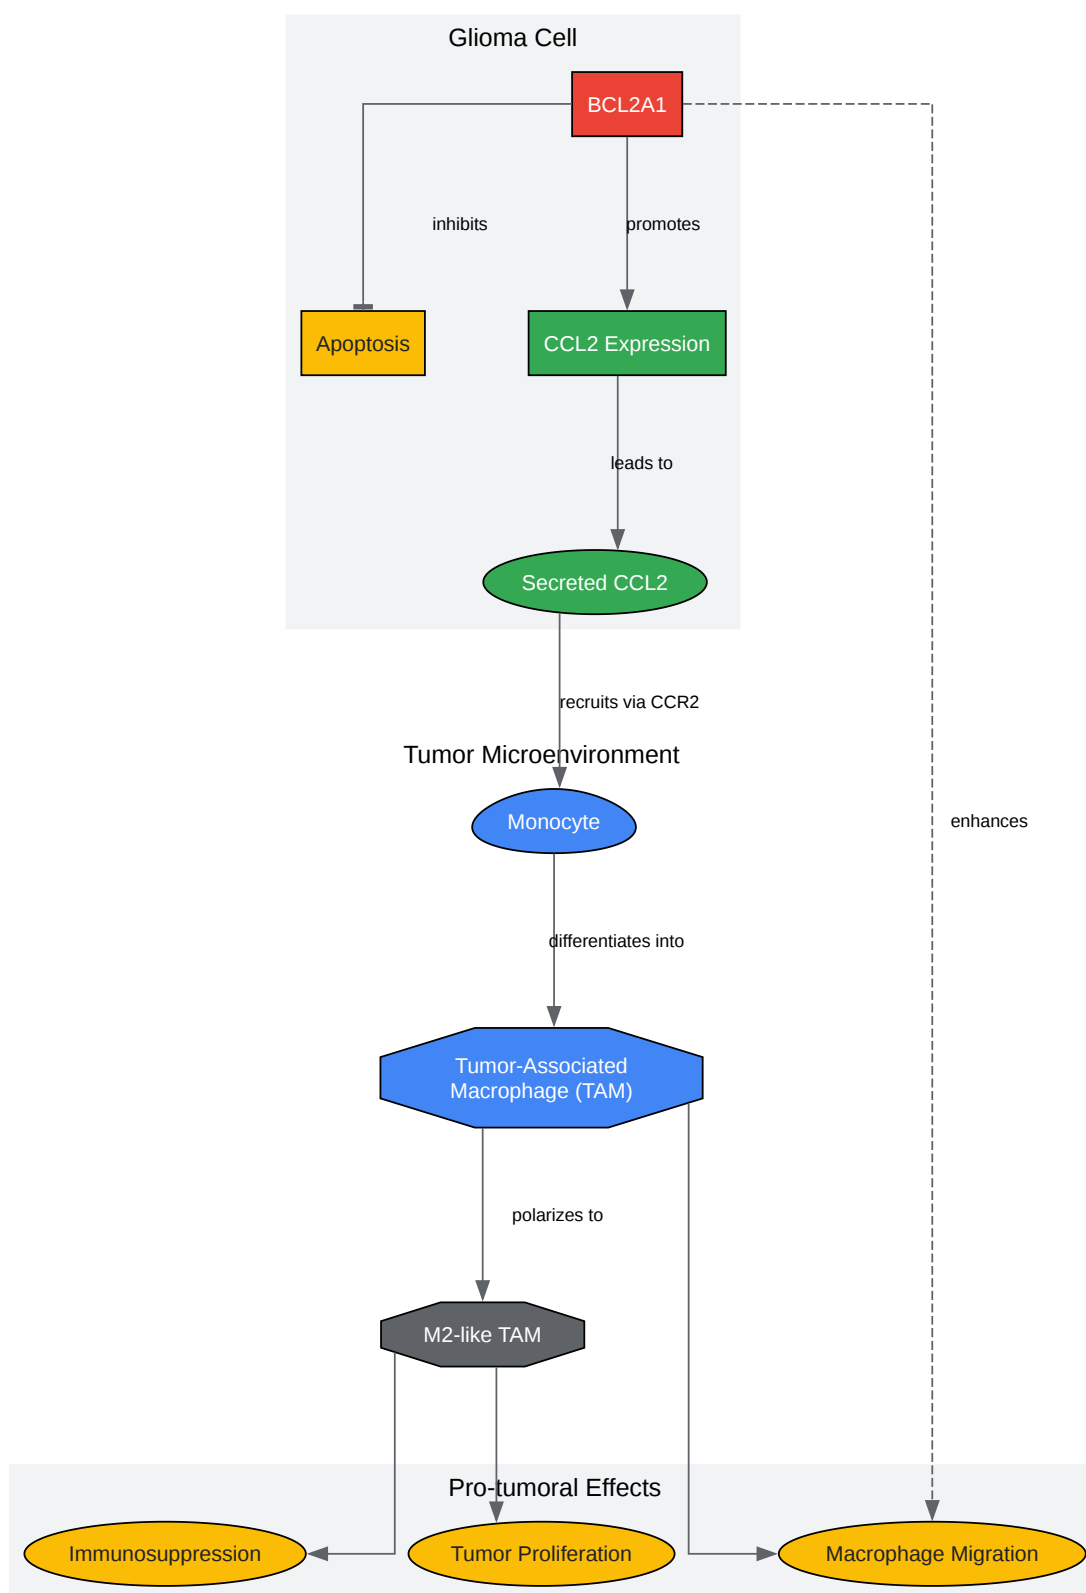 Glioma Cell
BCL2A1
inhibits
promotes
Apoptosis
CCL2 Expression
leads to
Secreted CCL2
recruits via CCR2
Tumor Microenvironment
Monocyte
enhances
differentiates into
Tumor-Associated
Macrophage (TAM)
polarizes to
M2-like TAM
Pro-tumoral Effects
Immunosuppression
Tumor Proliferation
Macrophage Migration